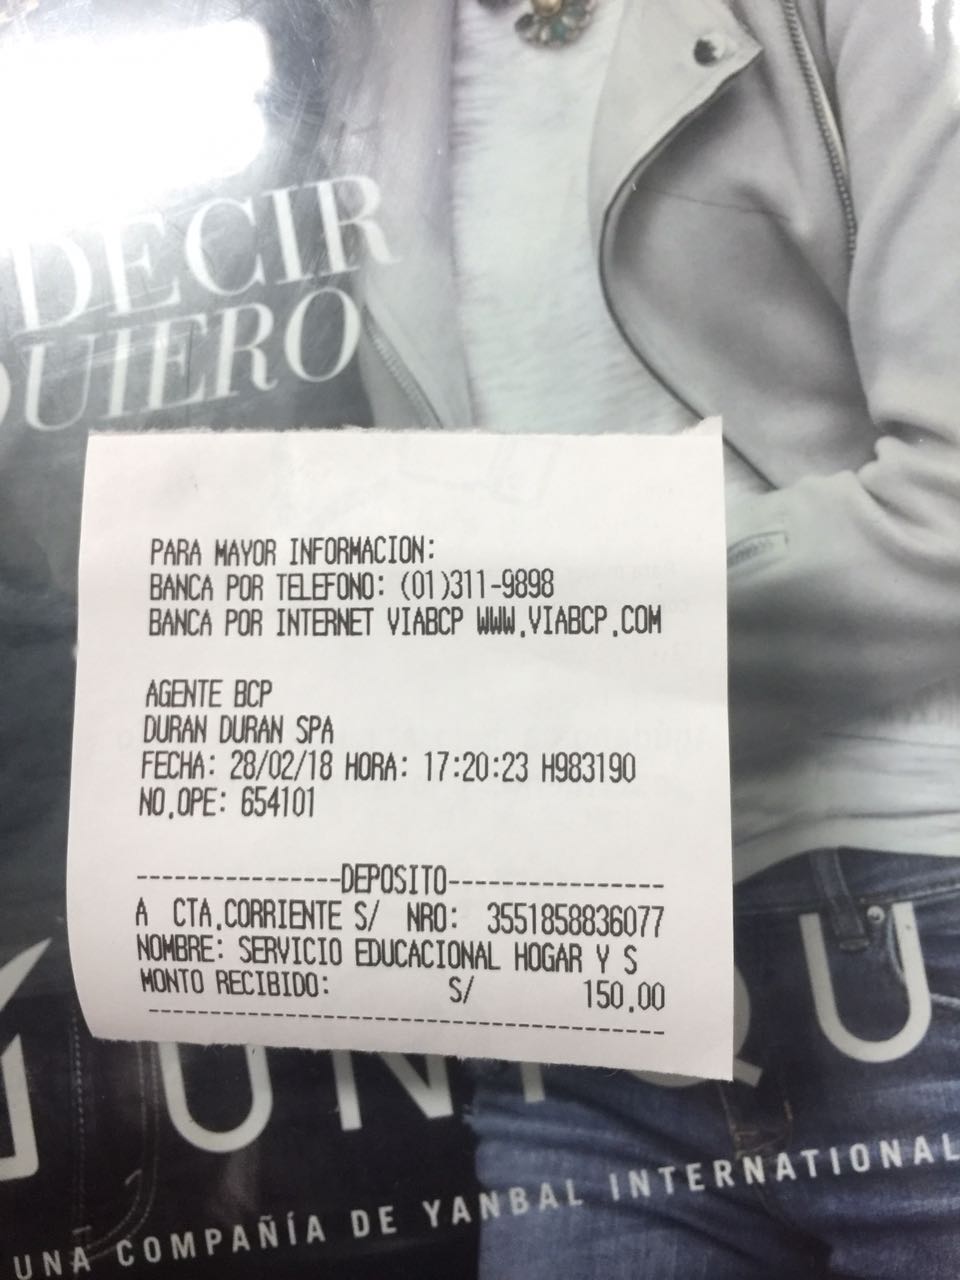 DECIR
QUIERO
PARA MAYOR INFORMACION:
BANCA POR TELEFONO: (01)311-9898
BANCA POR INTERNET VIABCP WWW.VIABCP.COM
AGENTE BCP
DURAN DURAN SPA
FECHA: 28/02/18 HORA: 17:20:23 H983190
NO.OPE: 654101
----------------DEPOSITO-----------------
A CTA.CORRIENTE S/ NRO: 3551858836077
NOMBRE: SERVICIO EDUCACIONAL HOGAR Y S
MONTO RECIBIDO: S/ 150.00
-----------------------------------------
UNIQU
UNA COMPAÑÍA DE YANBAL INTERNATIONAL